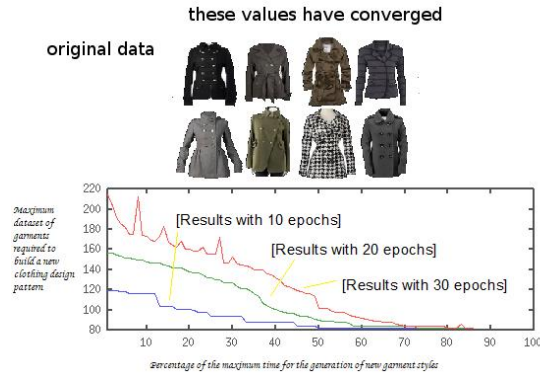 these values have converged
original data
220
200
180
160
140
120
100
80
Maximum
dataset of
garments
required to
build a new
clothing design
pattern
[Results with 10 epochs]
[Results with 20 epochs]
[Results with 30 epochs]
0 10 20 30 40 50 60 70 80 90 100
Percentage of the maximum time for the generation of new garment styles